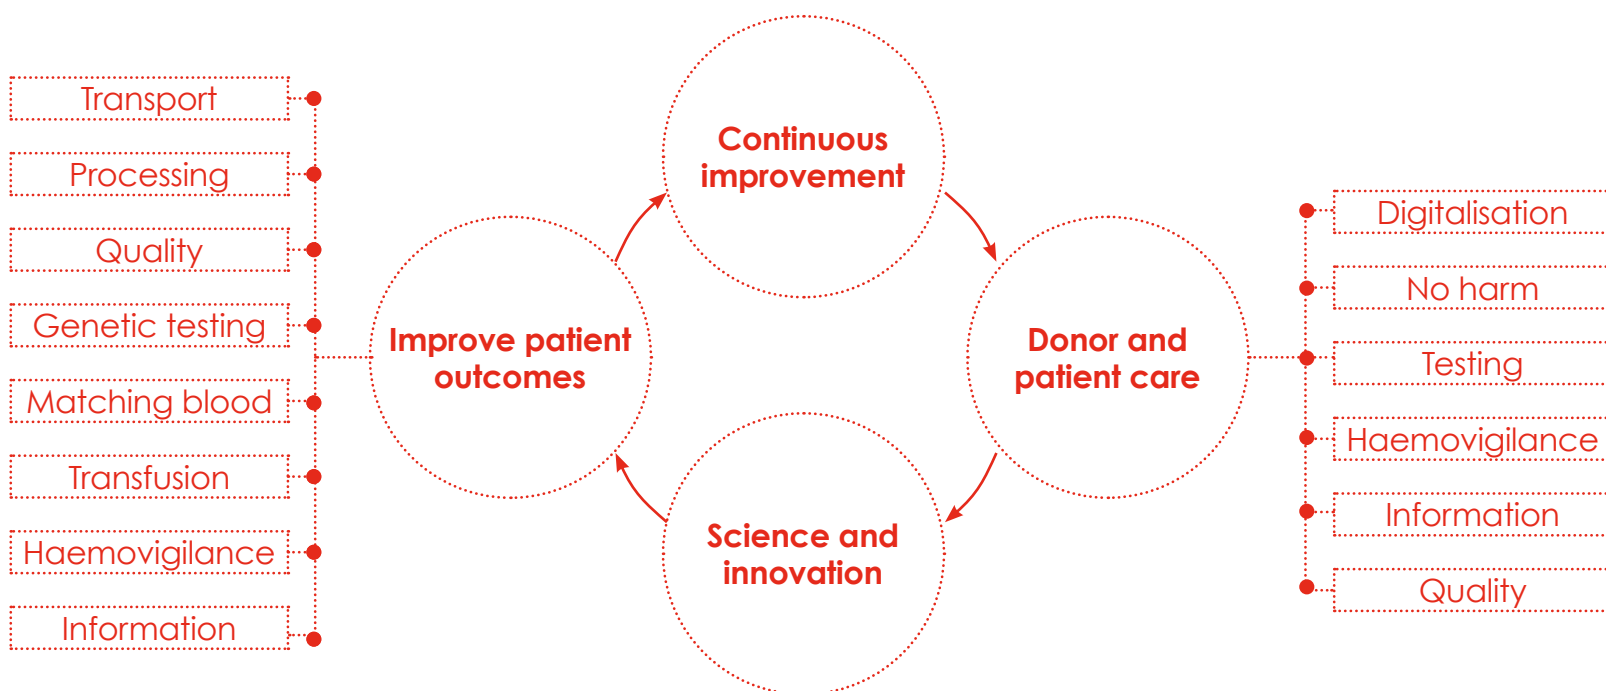 Transport
Processing
Quality
Genetic testing
Matching blood
Transfusion
Haemovigilance
Information
Continuous
improvement
Improve patient
outcomes
Donor and
patient care
Science and
innovation
Digitalisation
No harm
Testing
Haemovigilance
Information
Quality